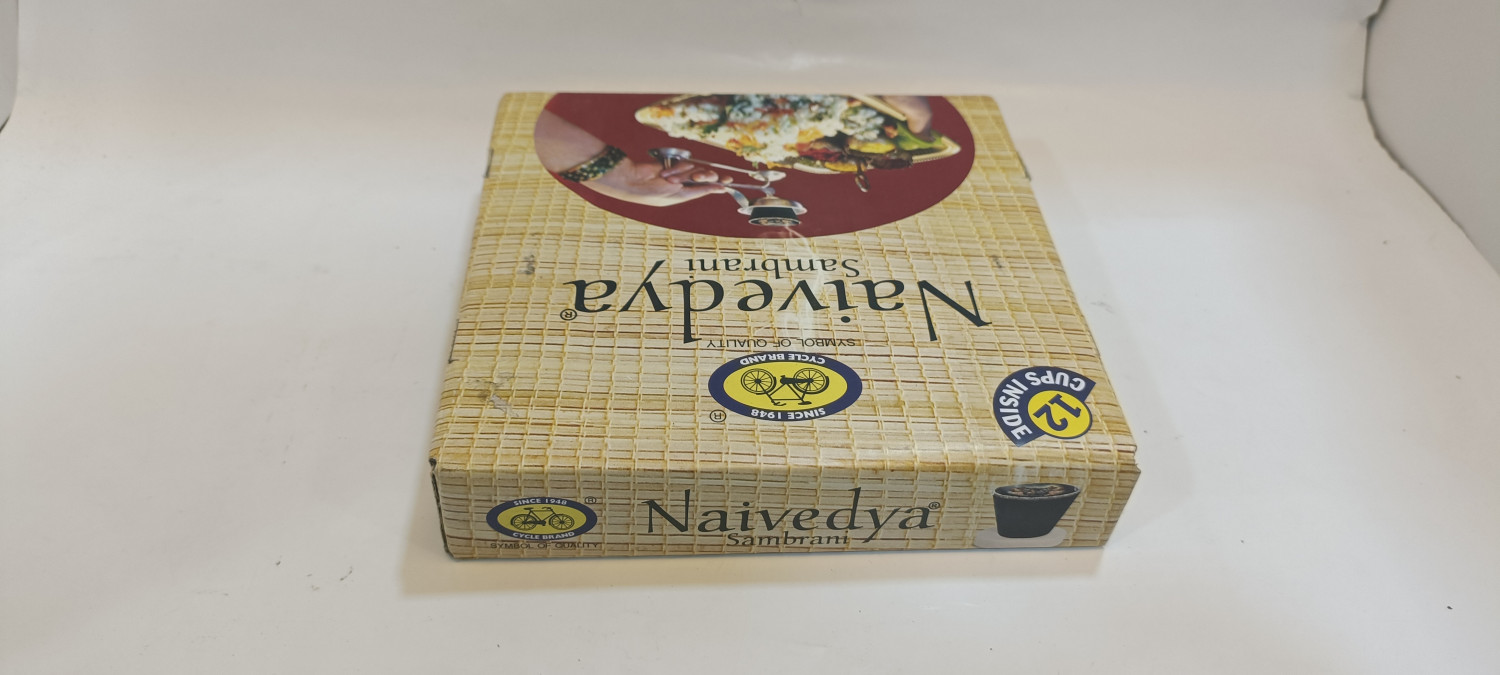 Naivedya®
Sambrani
SYMBOL OF QUALITY
CYCLE BRAND
SINCE 1948
®
12
CUPS INSIDE
SINCE 1948
®
CYCLE BRAND
SYMBOL OF QUALITY
Naivedya®
Sambrani